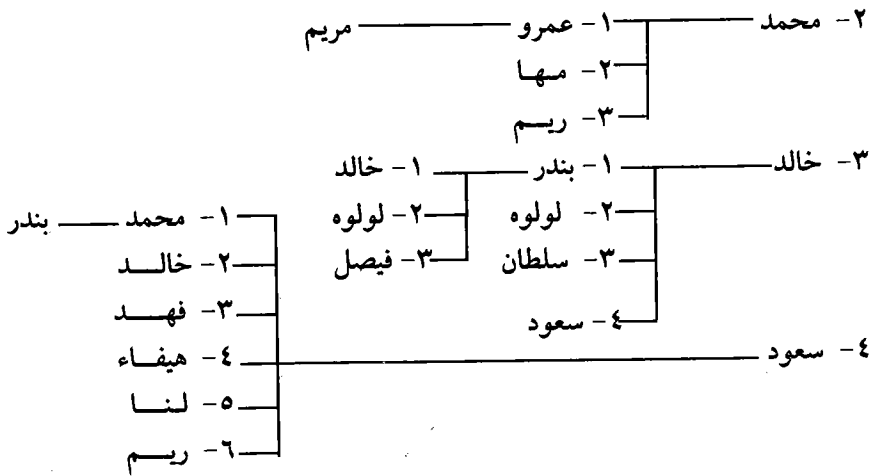 ٢- محمد ١- عمرو مريم
٢- مها
٣- ريم
٣- خالد ١- بندر ١- خالد
٢- لولوه ٢- لولوه
٣- سلطان ٣- فيصل
٤- سعود
٤- سعود ١- محمد بندر
٢- خالد
٣- فهد
٤- هيفاء
٥- لنا
٦- ريم